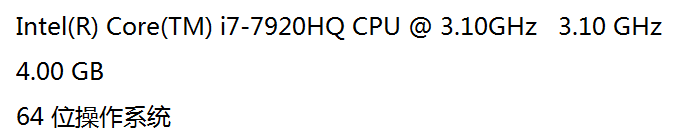 Intel(R) Core(TM) i7-7920HQ CPU @ 3.10GHz 3.10 GHz
4.00 GB
64 位操作系统